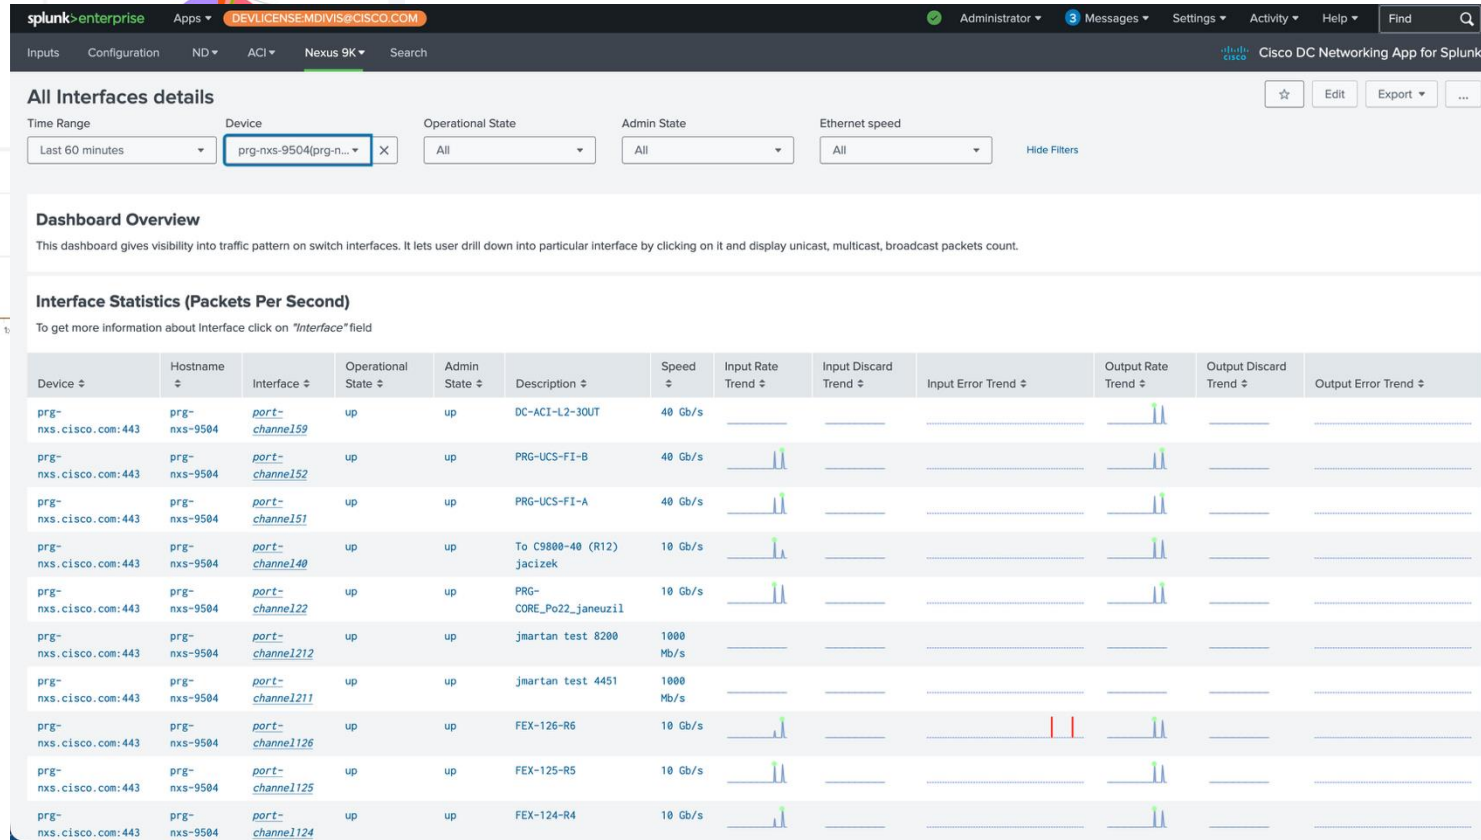 splunk>enterprise Apps DEVLICENSE:MDIVIS@CISCO.COM Administrator 3 Messages Settings Activity Help Find
Inputs Configuration ND ACI Nexus 9K Search Cisco DC Networking App for Splunk
All Interfaces details Edit Export ...
Time Range Device Operational State Admin State Ethernet speed
Last 60 minutes prg-nxs-9504(prg-n... All All All Hide Filters
Dashboard Overview
This dashboard gives visibility into traffic pattern on switch interfaces. It lets user drill down into particular interface by clicking on it and display unicast, multicast, broadcast packets count.
Interface Statistics (Packets Per Second)
To get more information about Interface click on "Interface" field
Hostname Operational Admin Speed Input Rate Input Discard Output Rate Output Discard
Device Interface State State Description Trend Trend Input Error Trend Trend Trend Output Error Trend
prg- prg- port- up up DC-ACI-L2-3OUT 40 Gb/s
nxs.cisco.com:443 nxs-9504 channel59
prg- prg- port- up up PRG-UCS-FI-B 40 Gb/s
nxs.cisco.com:443 nxs-9504 channel52
prg- prg- port- up up PRG-UCS-FI-A 40 Gb/s
nxs.cisco.com:443 nxs-9504 channel51
prg- prg- port- up up To C9800-40 (R12) 10 Gb/s
nxs.cisco.com:443 nxs-9504 channel40 jacizek
prg- prg- port- up up PRG- 10 Gb/s
nxs.cisco.com:443 nxs-9504 channel22 CORE_Po22_janeuzil
prg- prg- port- up up jmartan test 8200 1000
nxs.cisco.com:443 nxs-9504 channel212 Mb/s
prg- prg- port- up up jmartan test 4451 1000
nxs.cisco.com:443 nxs-9504 channel211 Mb/s
prg- prg- port- up up FEX-126-R6 10 Gb/s
nxs.cisco.com:443 nxs-9504 channel126
prg- prg- port- up up FEX-125-R5 10 Gb/s
nxs.cisco.com:443 nxs-9504 channel125
prg- prg- port- up up FEX-124-R4 10 Gb/s
nxs.cisco.com:443 nxs-9504 channel124